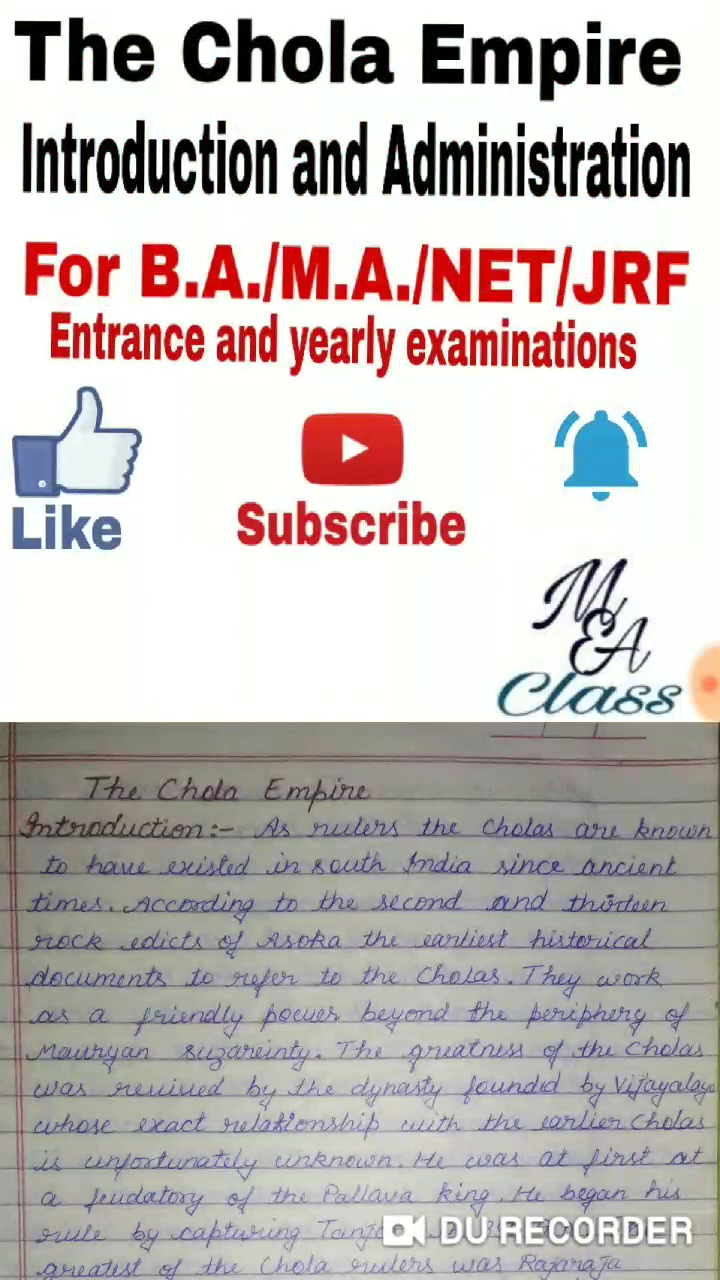 The Chola Empire
Introduction and Administration
For B.A./M.A./NET/JRF
Entrance and yearly examinations
Like
Subscribe
MEA
Class
The Chola Empire
Introduction:- As rulers the Cholas are known
to have existed in south India since ancient
times. According to the second and thirteen
rock edicts of Asoka the earliest historical
documents to refer to the Cholas. They work
as a friendly power beyond the periphery of
Mauryan suzareinty. The greatness of the Cholas
was revived by the dynasty founded by Vijayalaya
whose exact relationship with the earlier Cholas
is unfortunately unknown. He was at first at
a feudatory of the Pallava king. He began his
rule by capturing
DU RECORDER
greatest of the Chola rulers was Rajaraja